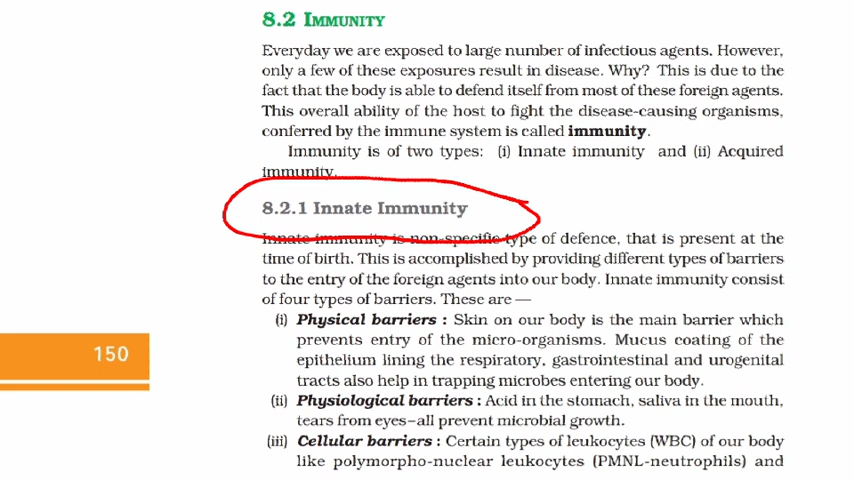 8.2 IMMUNITY
Everyday we are exposed to large number of infectious agents. However,
only a few of these exposures result in disease. Why? This is due to the
fact that the body is able to defend itself from most of these foreign agents.
This overall ability of the host to fight the disease-causing organisms,
conferred by the immune system is called immunity.
Immunity is of two types: (i) Innate immunity and (ii) Acquired
immunity.
8.2.1 Innate Immunity
Innate immunity is non-specific type of defence, that is present at the
time of birth. This is accomplished by providing different types of barriers
to the entry of the foreign agents into our body. Innate immunity consist
of four types of barriers. These are —
(i) Physical barriers : Skin on our body is the main barrier which
prevents entry of the micro-organisms. Mucus coating of the
epithelium lining the respiratory, gastrointestinal and urogenital
tracts also help in trapping microbes entering our body.
(ii) Physiological barriers : Acid in the stomach, saliva in the mouth,
tears from eyes–all prevent microbial growth.
(iii) Cellular barriers : Certain types of leukocytes (WBC) of our body
like polymorpho-nuclear leukocytes (PMNL-neutrophils) and
150